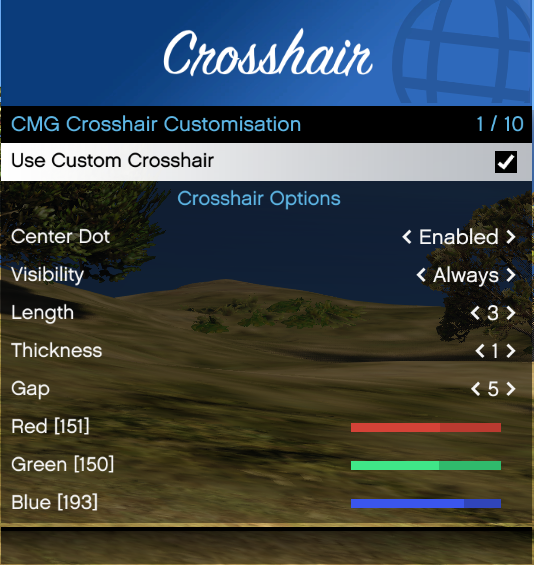 Crosshair
CMG Crosshair Customisation 1 / 10
Use Custom Crosshair
Crosshair Options
Center Dot < Enabled >
Visibility < Always >
Length < 3 >
Thickness < 1 >
Gap < 5 >
Red [151]
Green [150]
Blue [193]